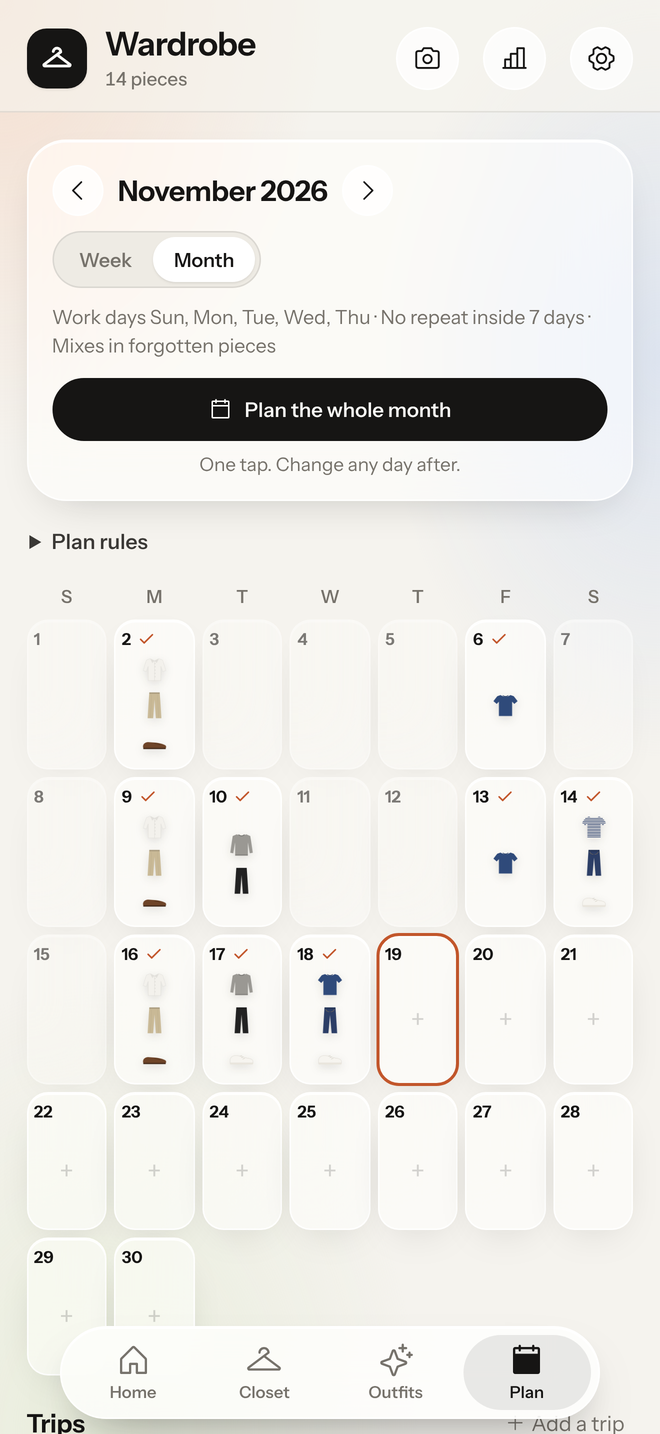 Wardrobe
14 pieces
November 2026
Week Month
Work days Sun, Mon, Tue, Wed, Thu · No repeat inside 7 days ·
Mixes in forgotten pieces
Plan the whole month
One tap. Change any day after.
Plan rules
S M T W T F S
1 2 3 4 5 6 7
8 9 10 11 12 13 14
15 16 17 18 19 20 21
+ + +
22 23 24 25 26 27 28
+ + + + + + +
29 30
+ +
Home Closet Outfits Plan
Trips + Add a trip